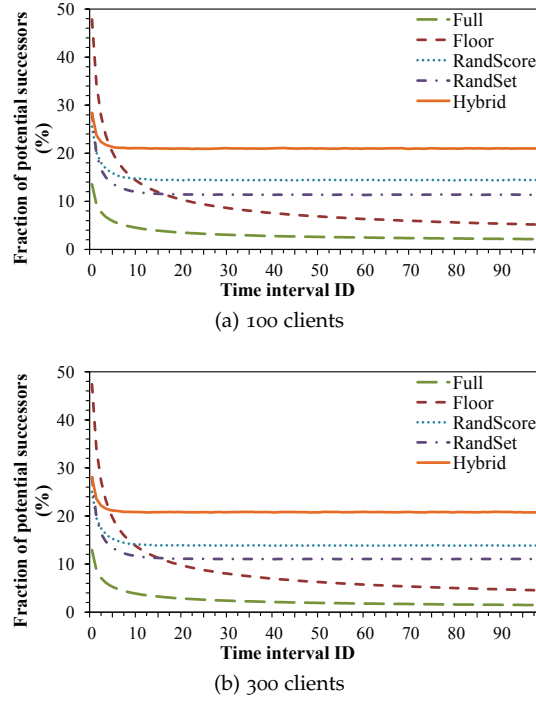 50
40
30
20
10
0
Fraction of potential successors
(%)
Full
Floor
RandScore
RandSet
Hybrid
0 10 20 30 40 50 60 70 80 90
Time interval ID
(a) 100 clients
50
40
30
20
10
0
Fraction of potential successors
(%)
Full
Floor
RandScore
RandSet
Hybrid
0 10 20 30 40 50 60 70 80 90
Time interval ID
(b) 300 clients